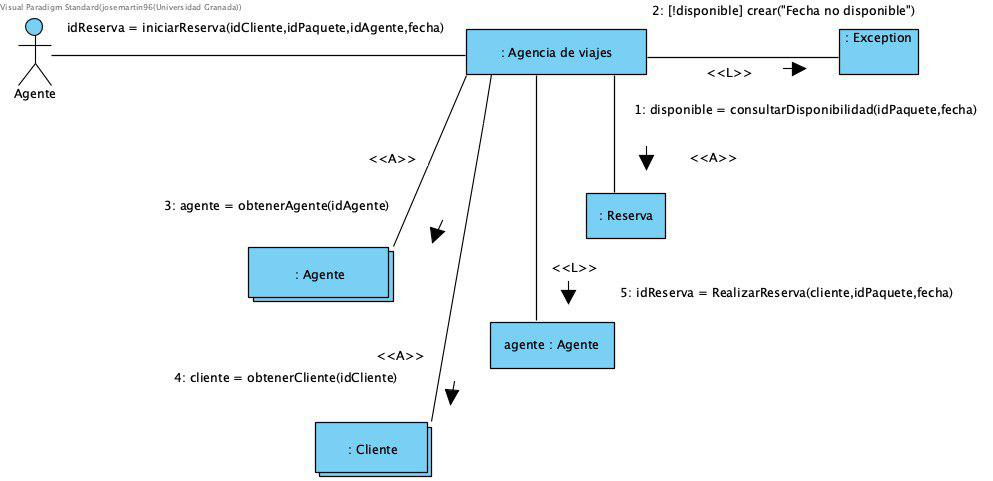 Visual Paradigm Standard(josemartin96(Universidad Granada))
2: [!disponible] crear("Fecha no disponible")
idReserva = iniciarReserva(idCliente,idPaquete,idAgente,fecha)
: Exception
: Agencia de viajes
<<L>>
Agente
1: disponible = consultarDisponibilidad(idPaquete,fecha)
<<A>>
<<A>>
3: agente = obtenerAgente(idAgente)
: Reserva
: Agente
<<L>>
5: idReserva = RealizarReserva(cliente,idPaquete,fecha)
agente : Agente
<<A>>
4: cliente = obtenerCliente(idCliente)
: Cliente